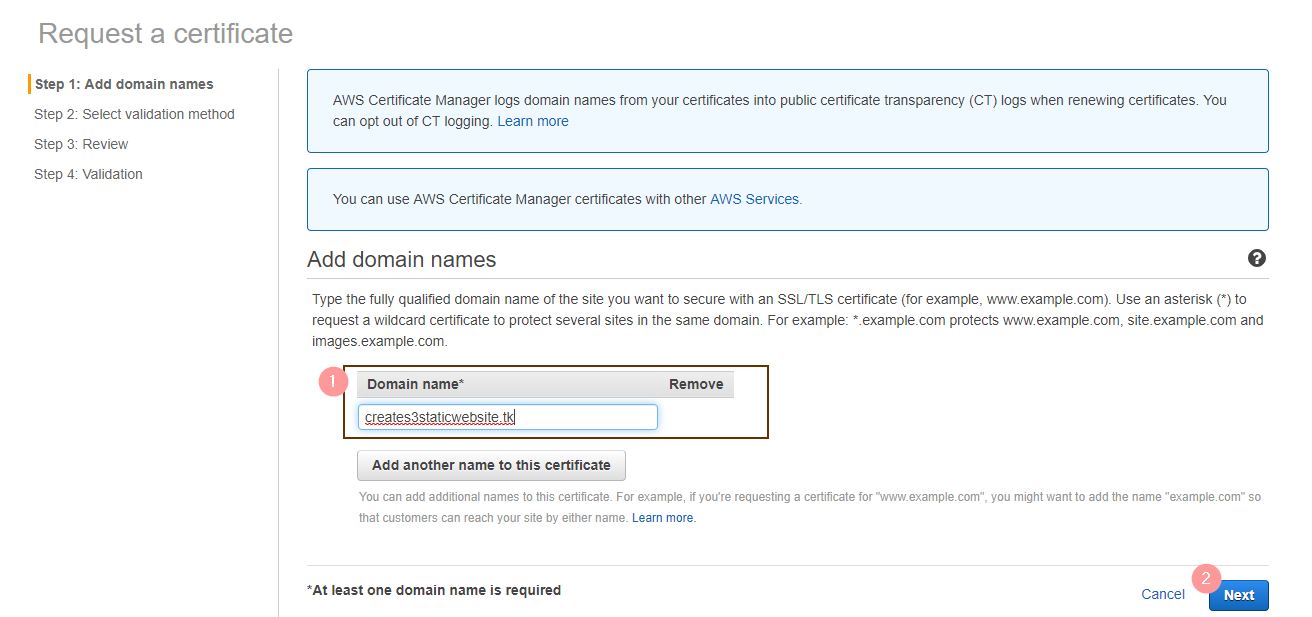 Request a certificate
Step 1: Add domain names
Step 2: Select validation method
Step 3: Review
Step 4: Validation
AWS Certificate Manager logs domain names from your certificates into public certificate transparency (CT) logs when renewing certificates. You
can opt out of CT logging. Learn more
You can use AWS Certificate Manager certificates with other AWS Services.
Add domain names
?
Type the fully qualified domain name of the site you want to secure with an SSL/TLS certificate (for example, www.example.com). Use an asterisk (*) to
request a wildcard certificate to protect several sites in the same domain. For example: *.example.com protects www.example.com, site.example.com and
images.example.com.
1
Domain name* Remove
creates3staticwebsite.tk
Add another name to this certificate
You can add additional names to this certificate. For example, if you're requesting a certificate for "www.example.com", you might want to add the name "example.com" so
that customers can reach your site by either name. Learn more.
*At least one domain name is required
2
Cancel Next